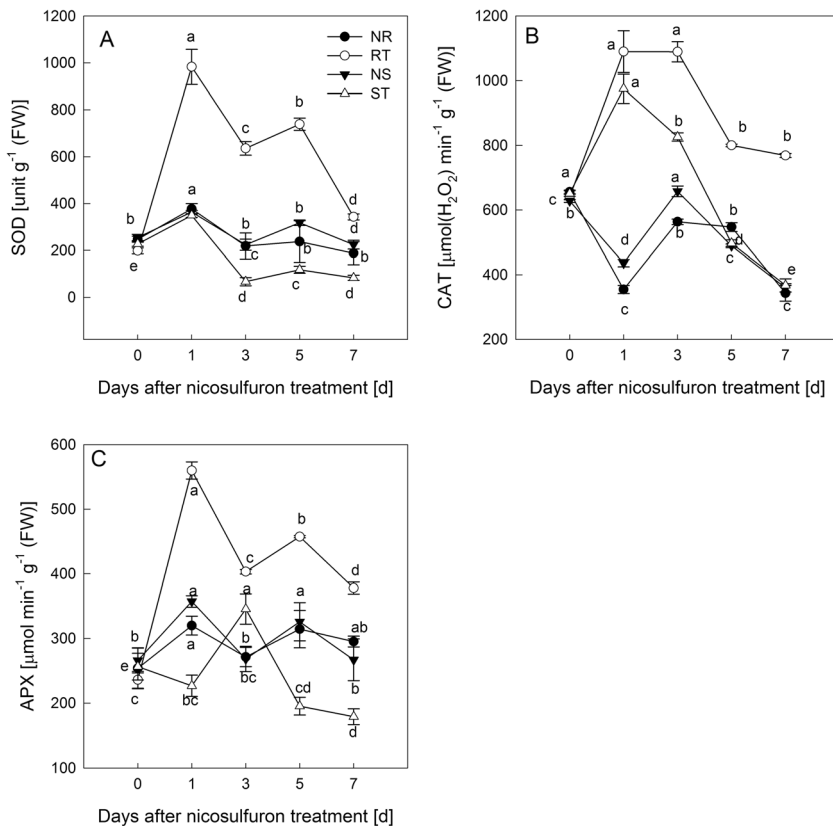 A
NR
RT
NS
ST
SOD [unit g⁻¹ (FW)]
1200
1000
800
600
400
200
0
a
b
c
d
e
a
b
c
b
b
d
d
b
d
c
d
0 1 3 5 7
Days after nicosulfuron treatment [d]
B
CAT [µmol(H₂O₂) min⁻¹ g⁻¹ (FW)]
1200
1000
800
600
400
200
a
a
a
b
a
b
b
c
b
a
b
d
d
b
c
e
c
c
0 1 3 5 7
Days after nicosulfuron treatment [d]
C
APX [µmol min⁻¹ g⁻¹ (FW)]
600
500
400
300
200
100
a
b
c
d
a
a
a
b
b
ab
e
a
c
bc
bc
cd
b
d
0 1 3 5 7
Days after nicosulfuron treatment [d]